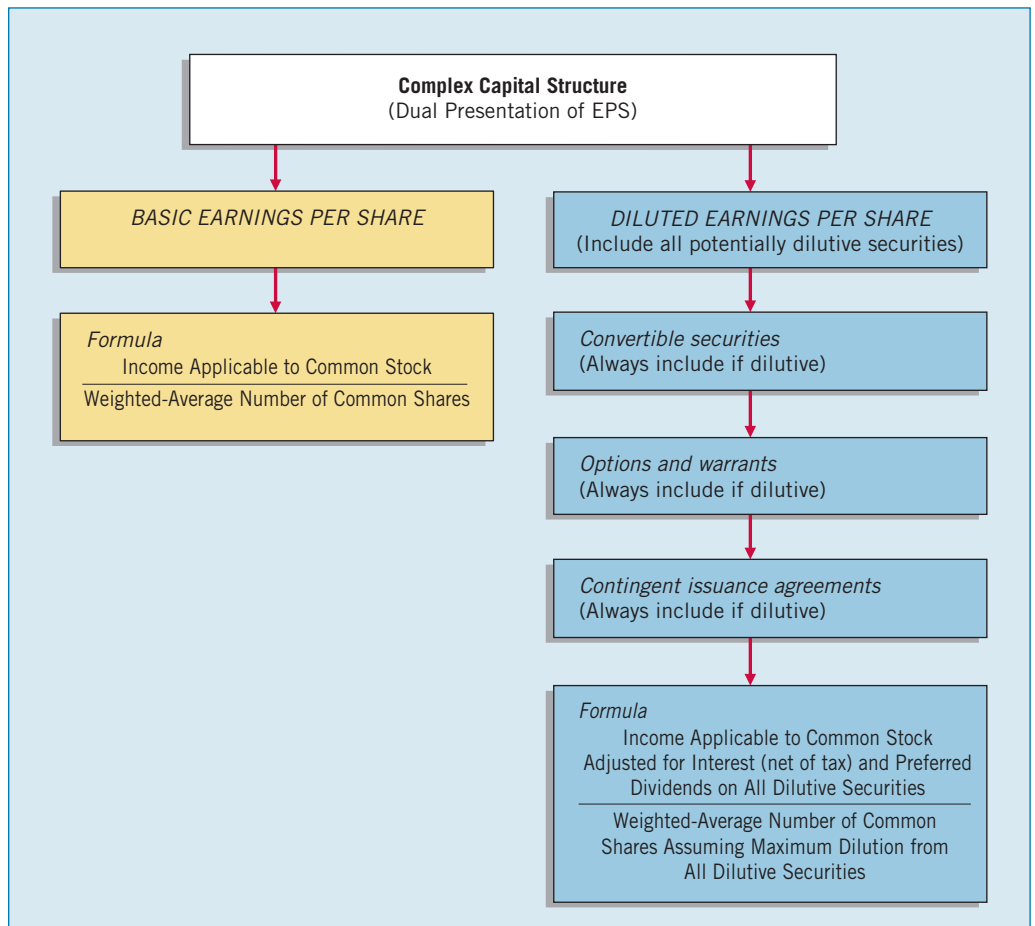 Complex Capital Structure
(Dual Presentation of EPS)
BASIC EARNINGS PER SHARE
Formula
Income Applicable to Common Stock
Weighted-Average Number of Common Shares
DILUTED EARNINGS PER SHARE
(Include all potentially dilutive securities)
Convertible securities
(Always include if dilutive)
Options and warrants
(Always include if dilutive)
Contingent issuance agreements
(Always include if dilutive)
Formula
Income Applicable to Common Stock
Adjusted for Interest (net of tax) and Preferred
Dividends on All Dilutive Securities
Weighted-Average Number of Common
Shares Assuming Maximum Dilution from
All Dilutive Securities